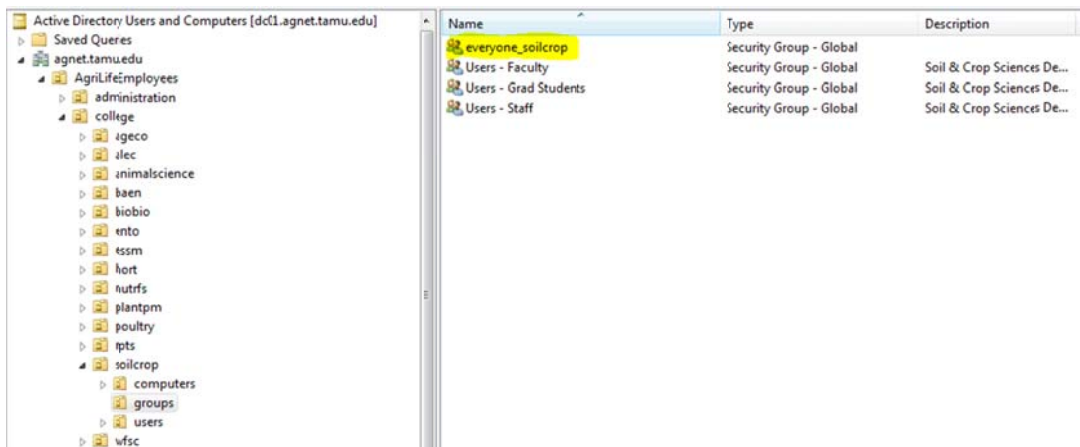 Active Directory Users and Computers [dc01.agnet.tamu.edu]
Saved Queres
agnet.tamu.edu
AgriLifeEmployees
administration
college
ageco
alec
animalscience
baen
biobio
ento
essm
hort
nutrfs
plantpm
poultry
rpts
soilcrop
computers
groups
users
wfsc
Name Type Description
everyone_soilcrop Security Group - Global
Users - Faculty Security Group - Global Soil & Crop Sciences De...
Users - Grad Students Security Group - Global Soil & Crop Sciences De...
Users - Staff Security Group - Global Soil & Crop Sciences De...